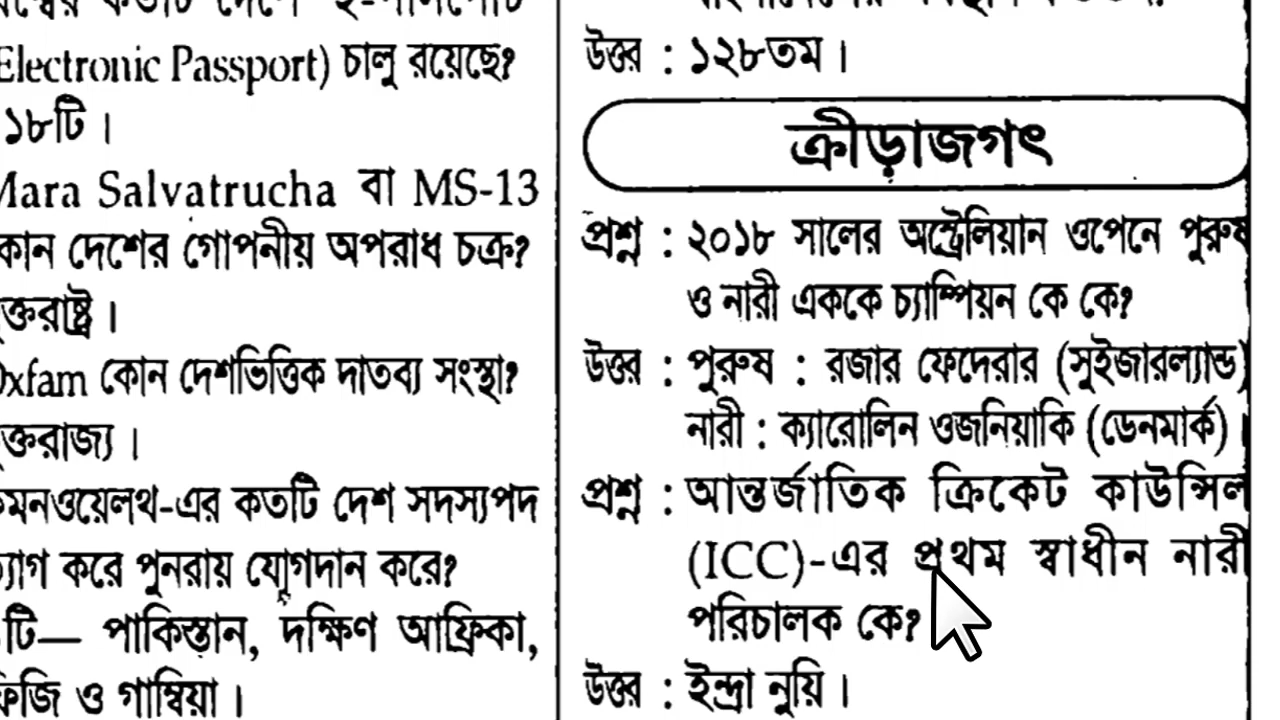 (Electronic Passport) চালু রয়েছে?
১৮টি।
Mara Salvatrucha বা MS-13
কোন দেশের গোপনীয় অপরাধ চক্র?
যুক্তরাষ্ট্র।
Oxfam কোন দেশভিত্তিক দাতব্য সংস্থা?
যুক্তরাজ্য।
কমনওয়েলথ-এর কতটি দেশ সদস্যপদ
ত্যাগ করে পুনরায় যোগদান করে?
টি— পাকিস্তান, দক্ষিণ আফ্রিকা,
ফিজি ও গাম্বিয়া।
উত্তর : ১২৮তম।
ক্রীড়াজগৎ
প্রশ্ন : ২০১৮ সালের অস্ট্রেলিয়ান ওপেনে পুরুষ
ও নারী এককে চ্যাম্পিয়ন কে কে?
উত্তর : পুরুষ : রজার ফেদেরার (সুইজারল্যান্ড)
নারী : ক্যারোলিন ওজনিয়াকি (ডেনমার্ক)।
প্রশ্ন : আন্তর্জাতিক ক্রিকেট কাউন্সিল
(ICC)-এর প্রথম স্বাধীন নারী
পরিচালক কে?
উত্তর : ইন্দ্রা নুয়ি।